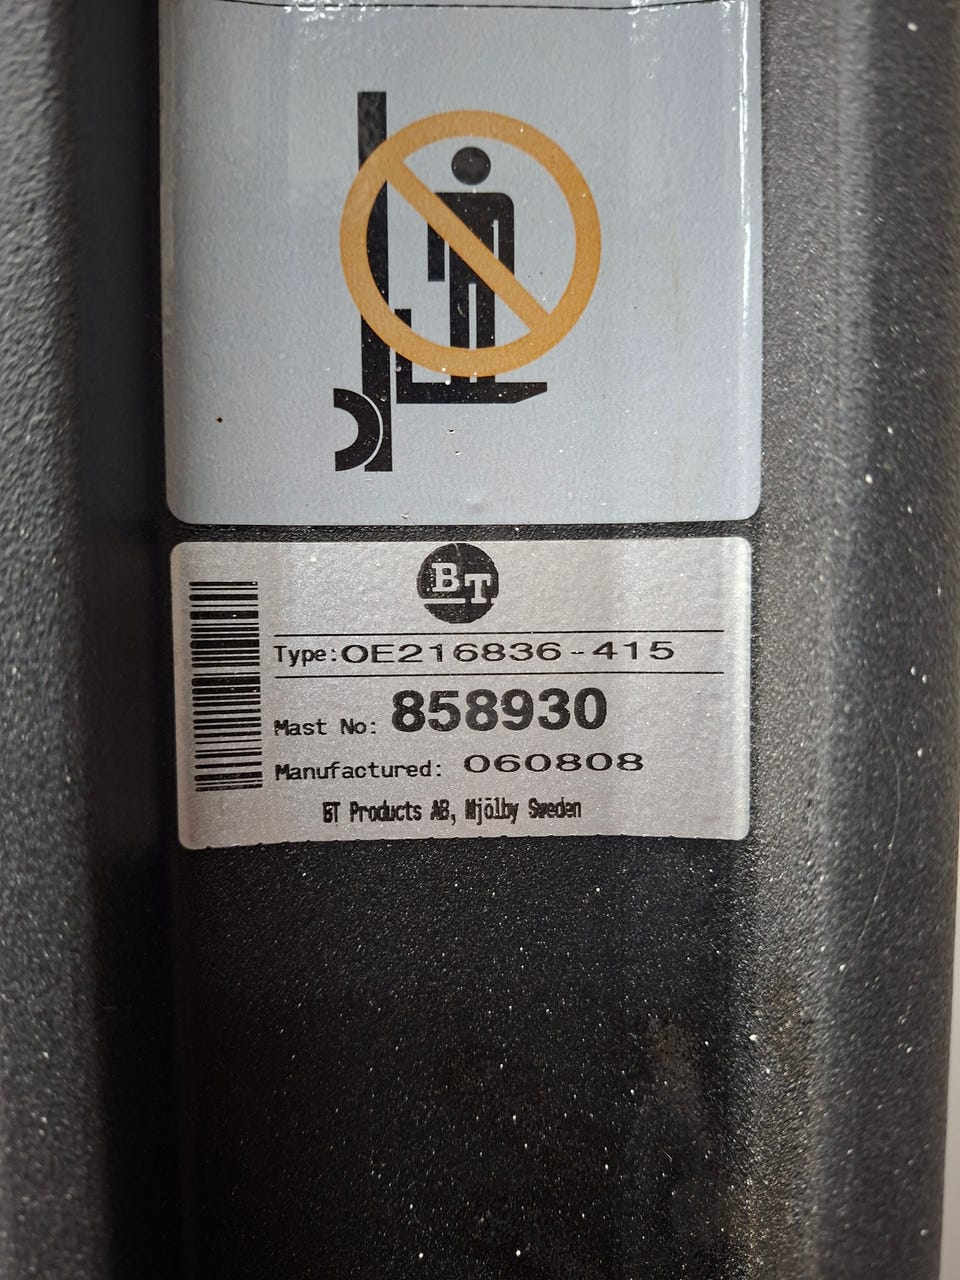 BT
Type:OE216836-415
Mast No: 858930
Manufactured: 060808
BT Products AB, Mjölby Sweden